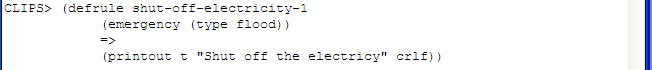 CLIPS> (defrule shut-off-electricity-1
(emergency (type flood))
=>
(printout t "Shut off the electricy" crlf))